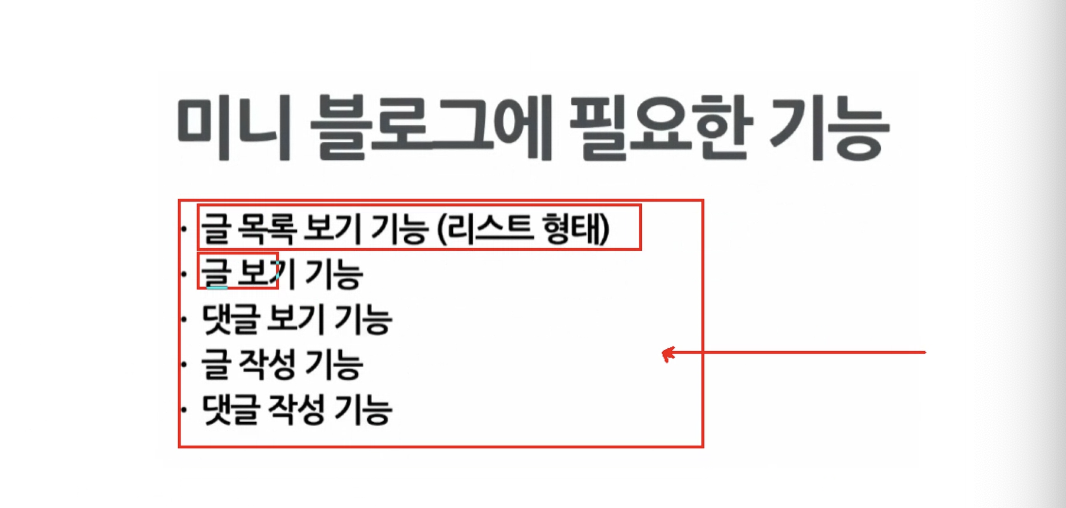 미니 블로그에 필요한 기능
· 글 목록 보기 기능 (리스트 형태)
· 글 보기 기능
· 댓글 보기 기능
· 글 작성 기능
· 댓글 작성 기능